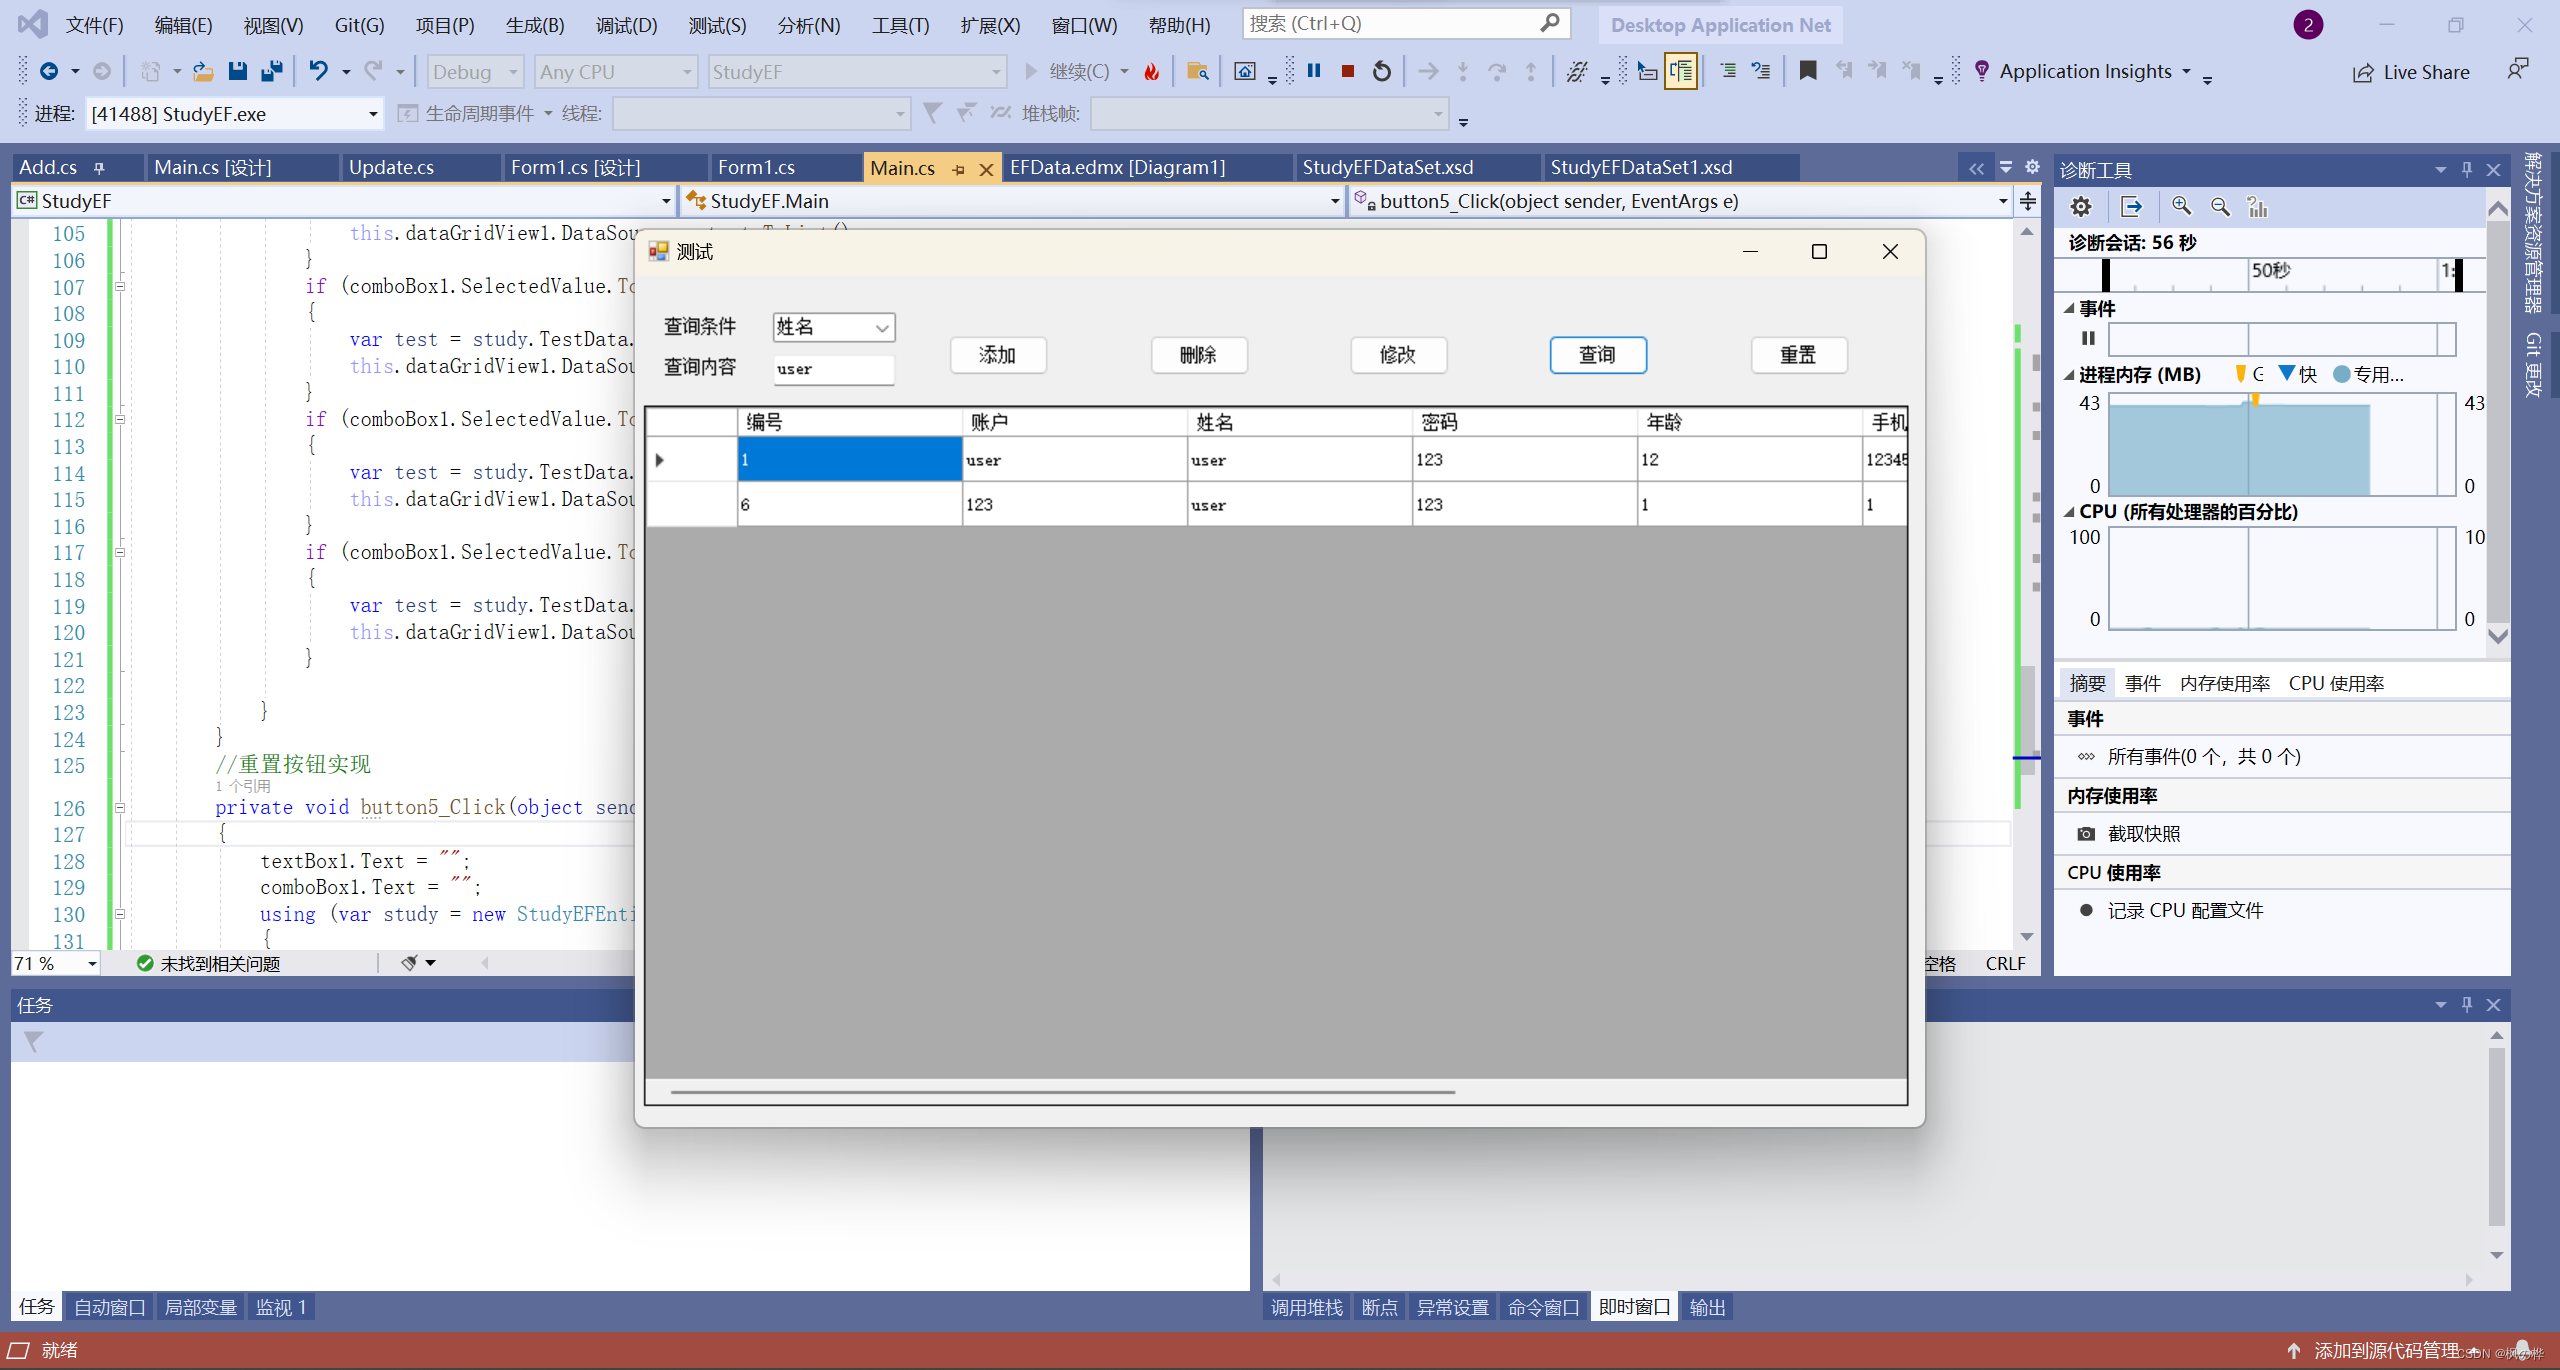 文件(F) 编辑(E) 视图(V) Git(G) 项目(P) 生成(B) 调试(D) 测试(S) 分析(N) 工具(T) 扩展(X) 窗口(W) 帮助(H) 搜索 (Ctrl+Q) Desktop Application Net 2
Debug Any CPU StudyEF 继续(C) Application Insights Live Share
进程: [41488] StudyEF.exe 生命周期事件 线程: 堆栈帧:
Add.cs Main.cs [设计] Update.cs Form1.cs [设计] Form1.cs Main.cs EFData.edmx [Diagram1] StudyEFDataSet.xsd StudyEFDataSet1.xsd
StudyEF StudyEF.Main button5_Click(object sender, EventArgs e)
105 this.dataGridView1.DataSou
106 }
107 if (comboBox1.SelectedValue.To
108 {
109 var test = study.TestData.
110 this.dataGridView1.DataSou
111 }
112 if (comboBox1.SelectedValue.To
113 {
114 var test = study.TestData.
115 this.dataGridView1.DataSou
116 }
117 if (comboBox1.SelectedValue.To
118 {
119 var test = study.TestData.
120 this.dataGridView1.DataSou
121 }
122
123 }
124 }
125 //重置按钮实现
1 个引用
126 private void button5_Click(object send
127 {
128 textBox1.Text = "";
129 comboBox1.Text = "";
130 using (var study = new StudyEFEnti
131 {
71 % 未找到相关问题 空格 CRLF
测试
查询条件 姓名
查询内容 user
添加 删除 修改 查询 重置
编号 账户 姓名 密码 年龄 手机
1 user user 123 12 12345
6 123 user 123 1 1
诊断工具
诊断会话: 56 秒
50秒 1:
事件
进程内存 (MB) G 快 专用...
43 43
0 0
CPU (所有处理器的百分比)
100 10
0 0
摘要 事件 内存使用率 CPU 使用率
事件
所有事件(0 个，共 0 个)
内存使用率
截取快照
CPU 使用率
记录 CPU 配置文件
解决方案资源管理器
Git 更改
任务
任务 自动窗口 局部变量 监视 1
调用堆栈 断点 异常设置 命令窗口 即时窗口 输出
就绪 添加到源代码管理